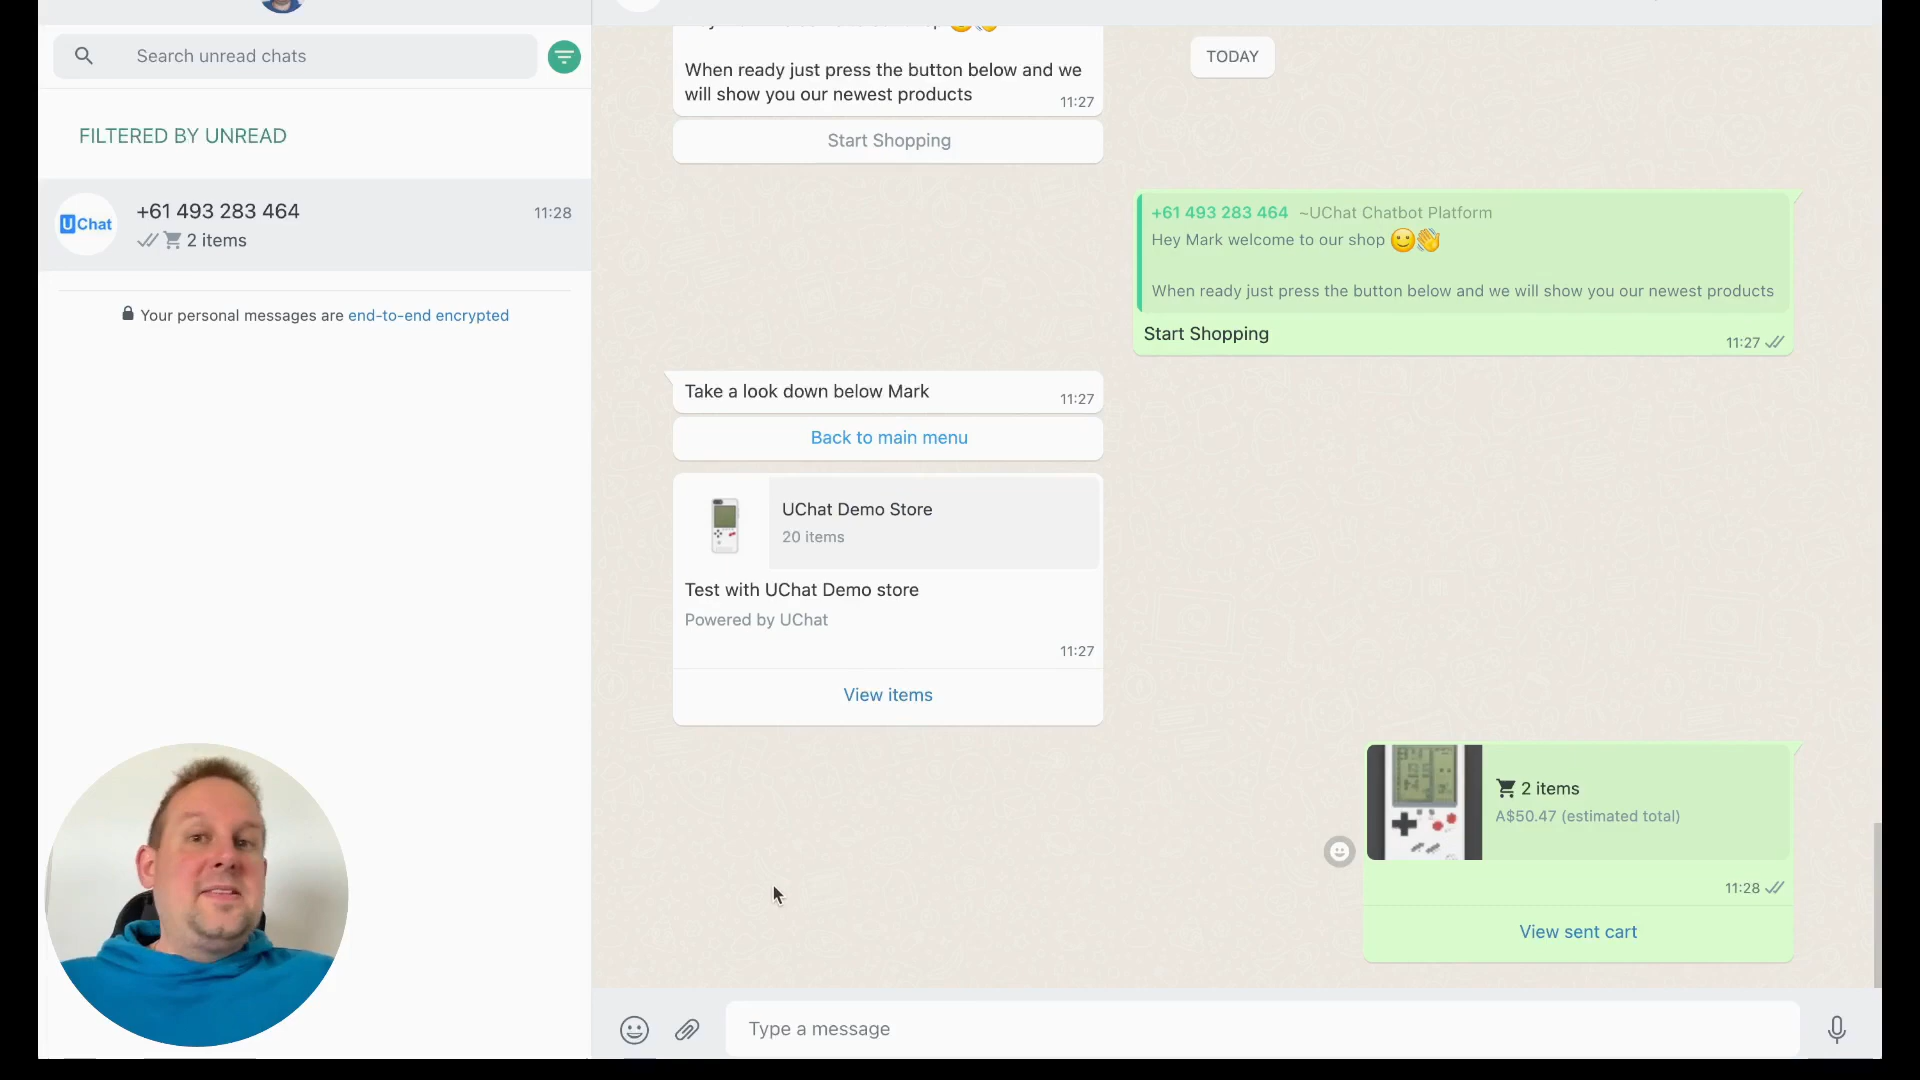 Search unread chats
FILTERED BY UNREAD
UChat
+61 493 283 464
11:28
2 items
Your personal messages are end-to-end encrypted
When ready just press the button below and we
will show you our newest products
11:27
Start Shopping
TODAY
+61 493 283 464 ~UChat Chatbot Platform
Hey Mark welcome to our shop 🙂👋
When ready just press the button below and we will show you our newest products
Start Shopping
11:27
Take a look down below Mark
11:27
Back to main menu
UChat Demo Store
20 items
Test with UChat Demo store
Powered by UChat
11:27
View items
2 items
A$50.47 (estimated total)
11:28
View sent cart
Type a message